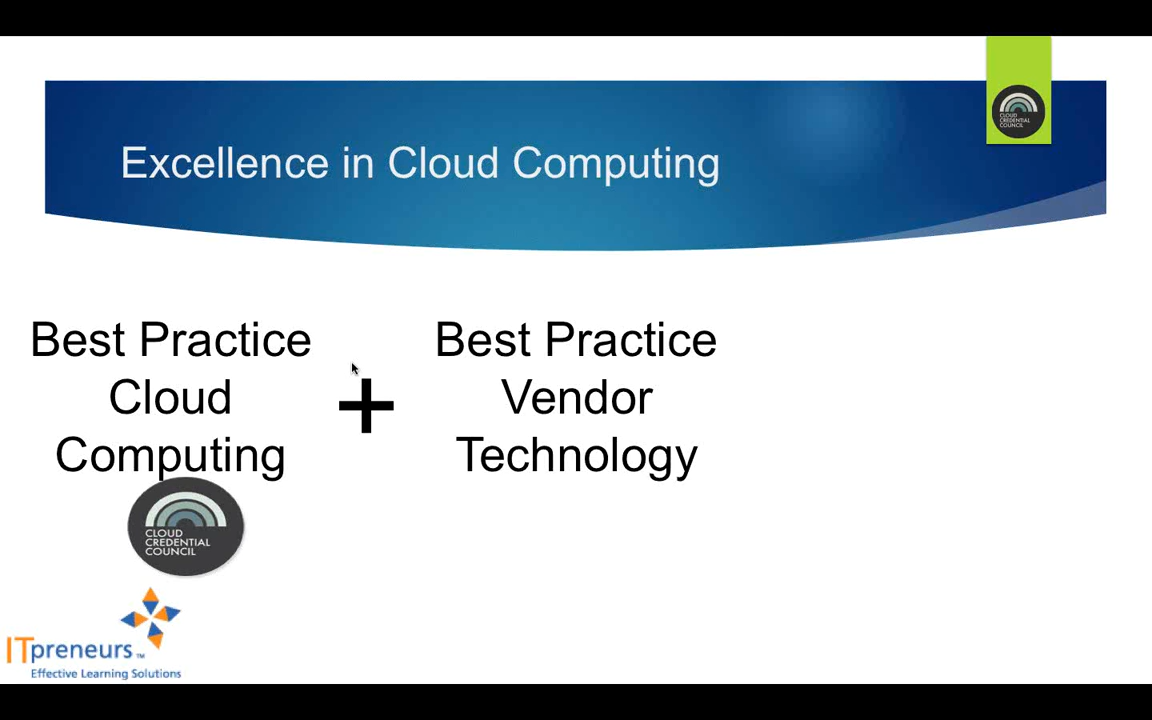 CLOUD
CREDENTIAL
COUNCIL
Excellence in Cloud Computing
Best Practice
Cloud
Computing
+
Best Practice
Vendor
Technology
CLOUD
CREDENTIAL
COUNCIL
ITpreneurs™
Effective Learning Solutions